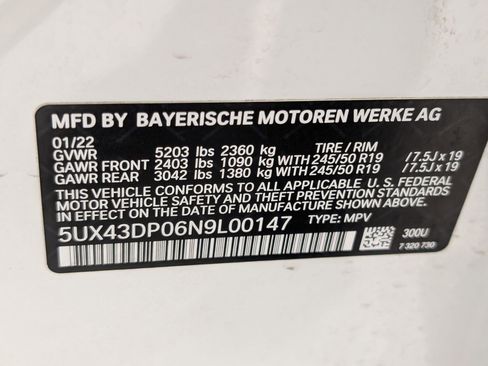 MFD BY BAYERISCHE MOTOREN WERKE AG
01/22 TIRE / RIM
GVWR 5203 lbs 2360 kg
GAWR FRONT 2403 lbs 1090 kg WITH 245/50 R19 / 7.5J x 19
GAWR REAR 3042 lbs 1380 kg WITH 245/50 R19 / 7.5J x 19
THIS VEHICLE CONFORMS TO ALL APPLICABLE U. S. FEDERAL
MOTOR VEHICLE SAFETY AND THEFT PREVENTION STANDARDS
IN EFFECT ON THE DATE OF MANUFACTURE SHOWN ABOVE.
5UX43DP06N9L00147 TYPE: MPV
300U
7 320 730